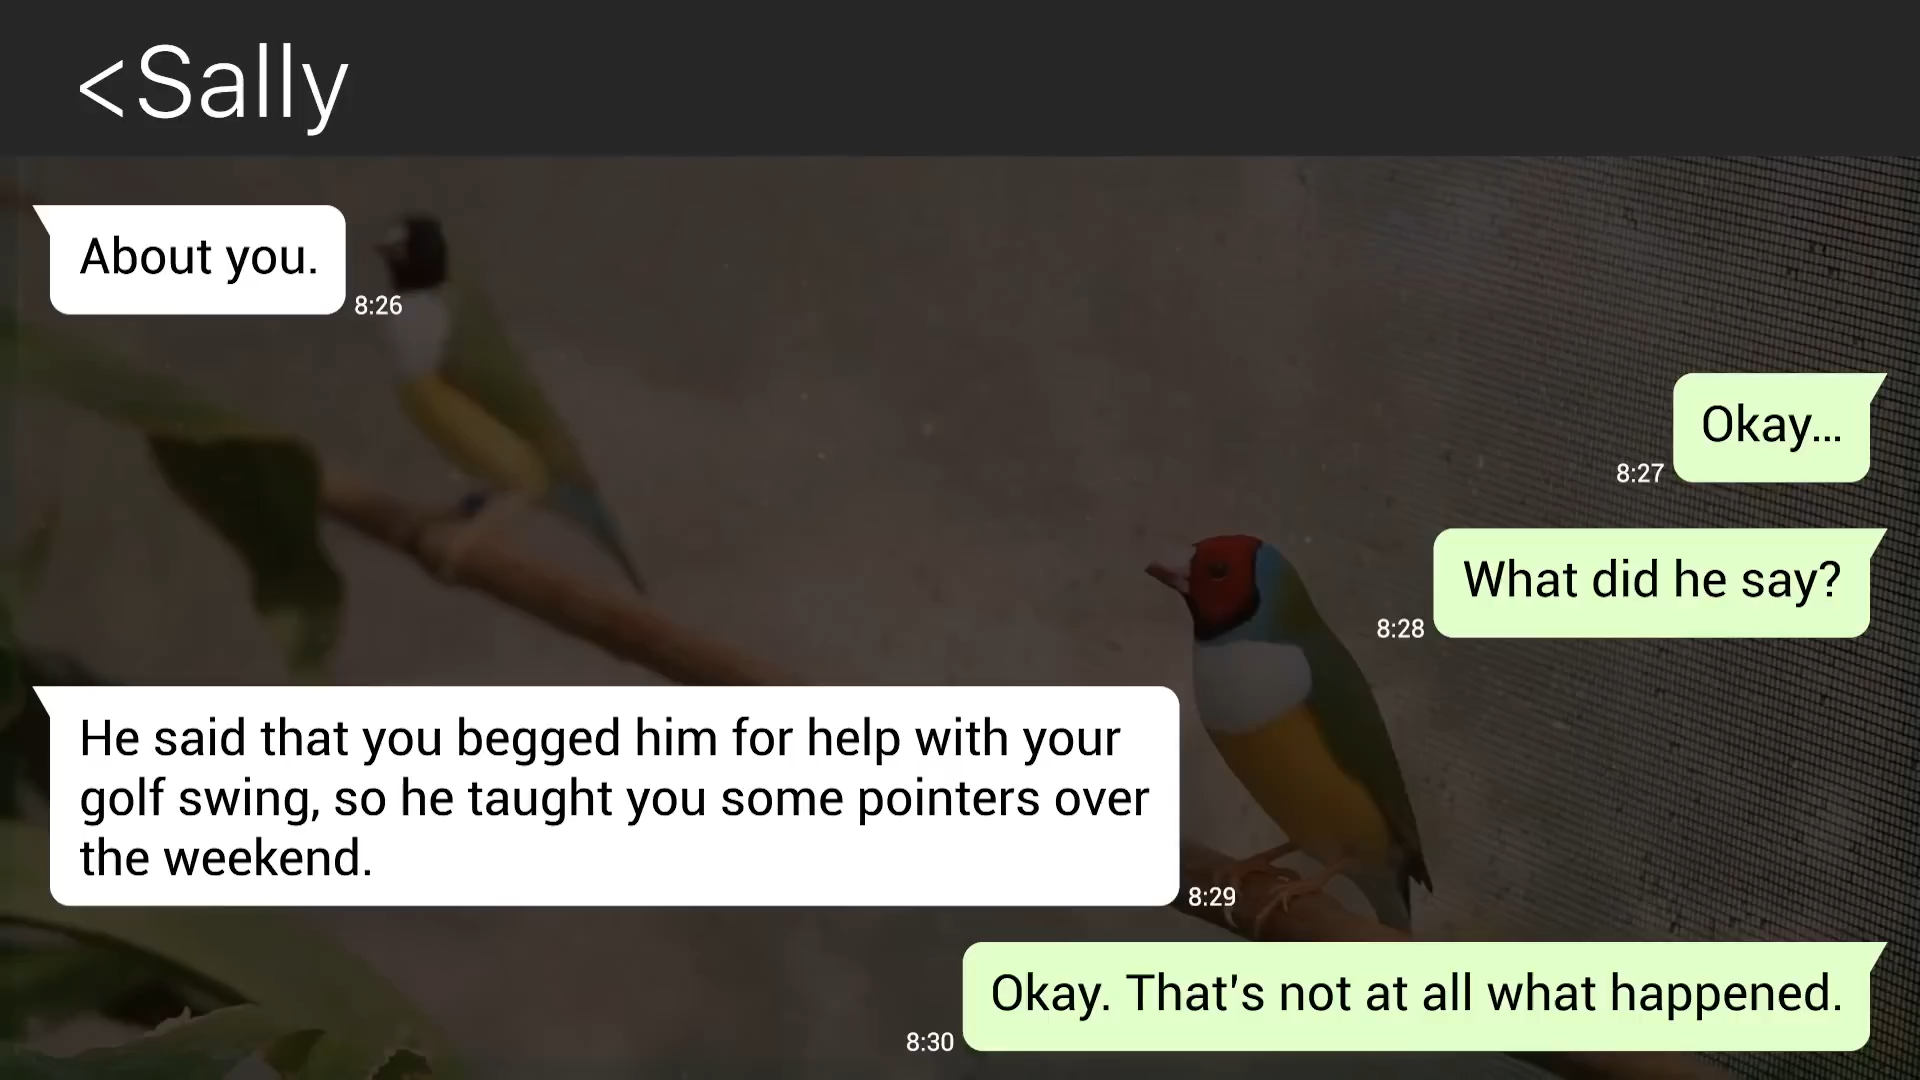 <Sally
About you.
8:26
Okay...
8:27
What did he say?
8:28
He said that you begged him for help with your
golf swing, so he taught you some pointers over
the weekend.
8:29
Okay. That's not at all what happened.
8:30